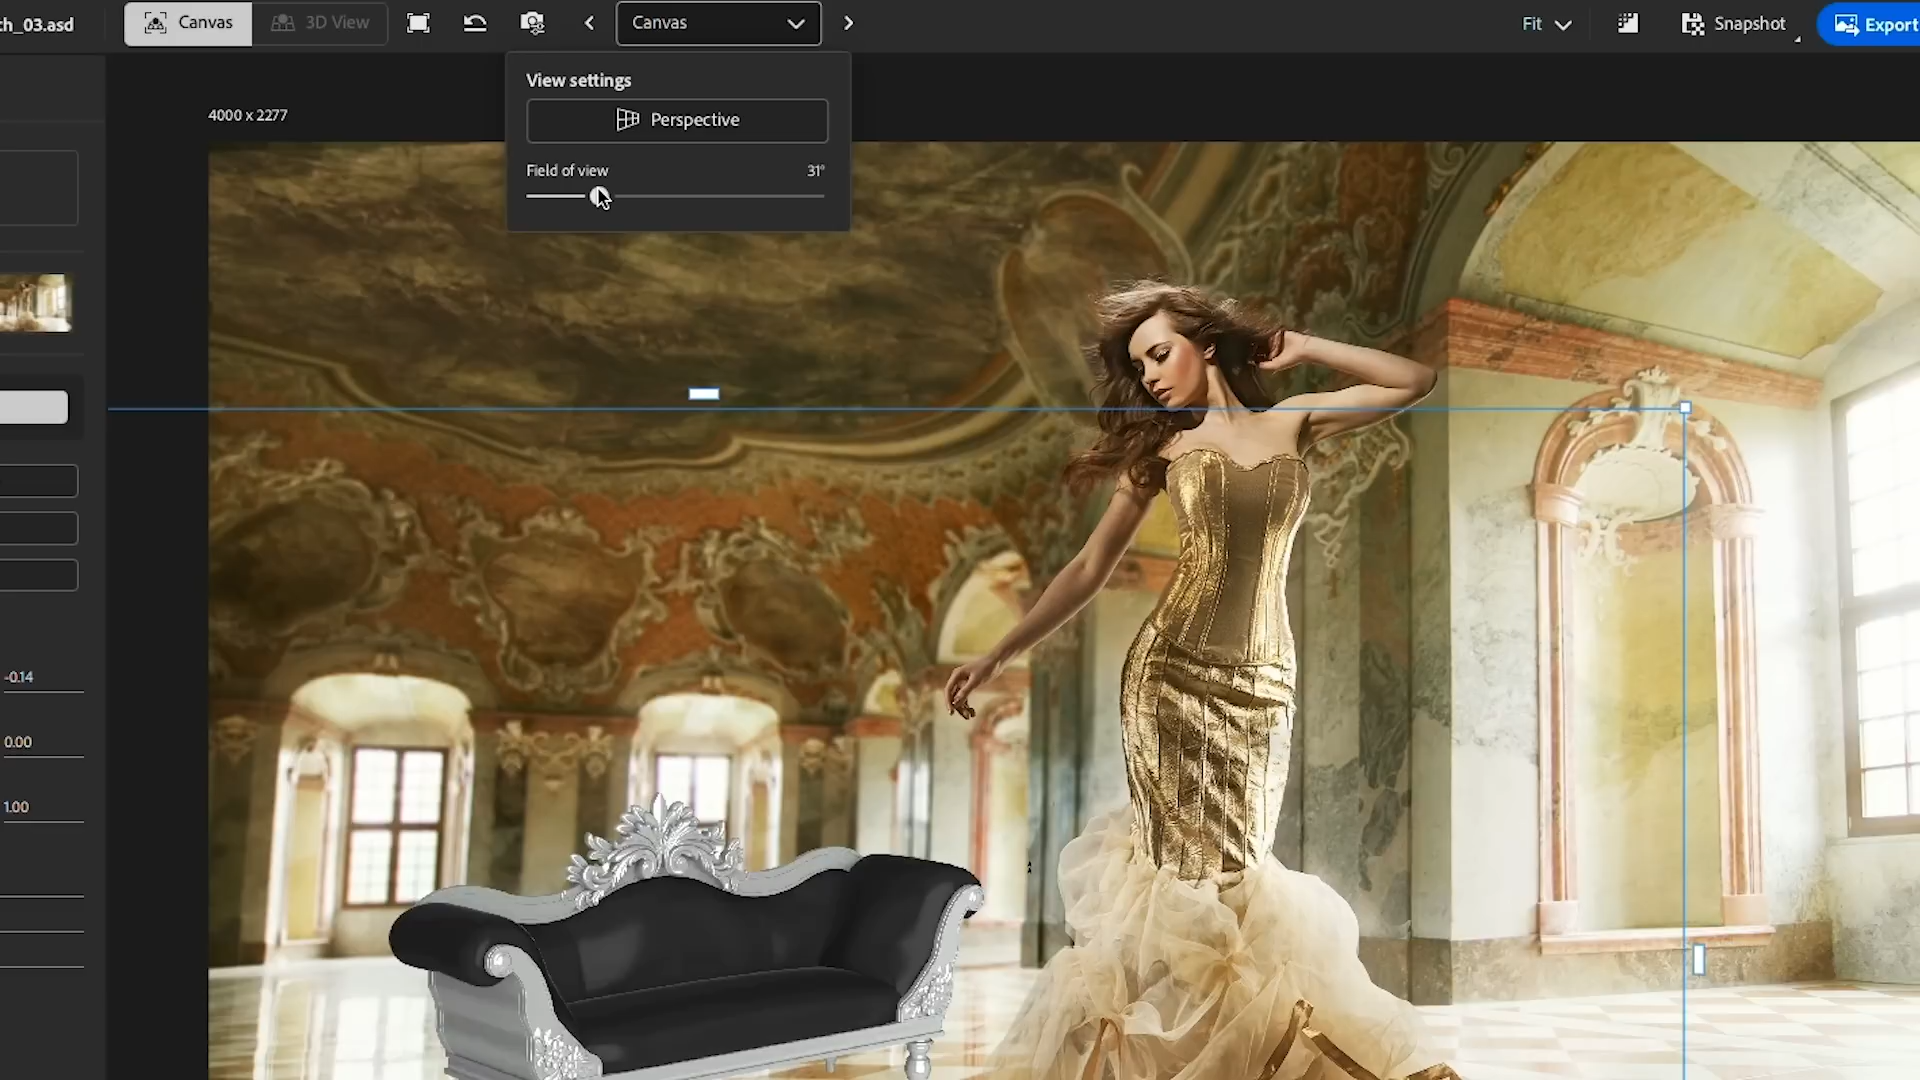 th_03.asd
Canvas
3D View
Canvas
Fit
Snapshot
Export
View settings
Perspective
Field of view
31°
4000 x 2277
-0.14
0.00
1.00